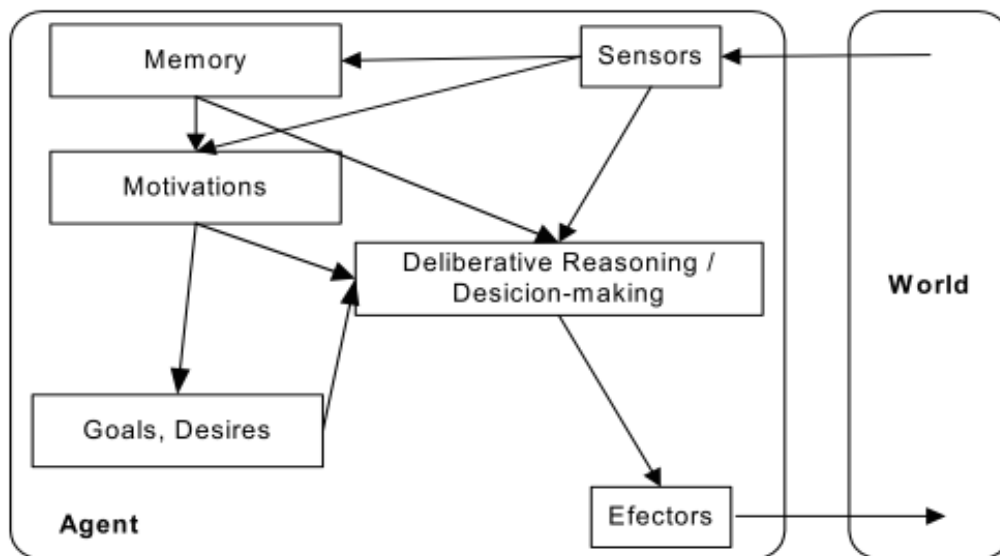 Memory
Sensors
Motivations
Deliberative Reasoning /
Desicion-making
World
Goals, Desires
Efectors
Agent